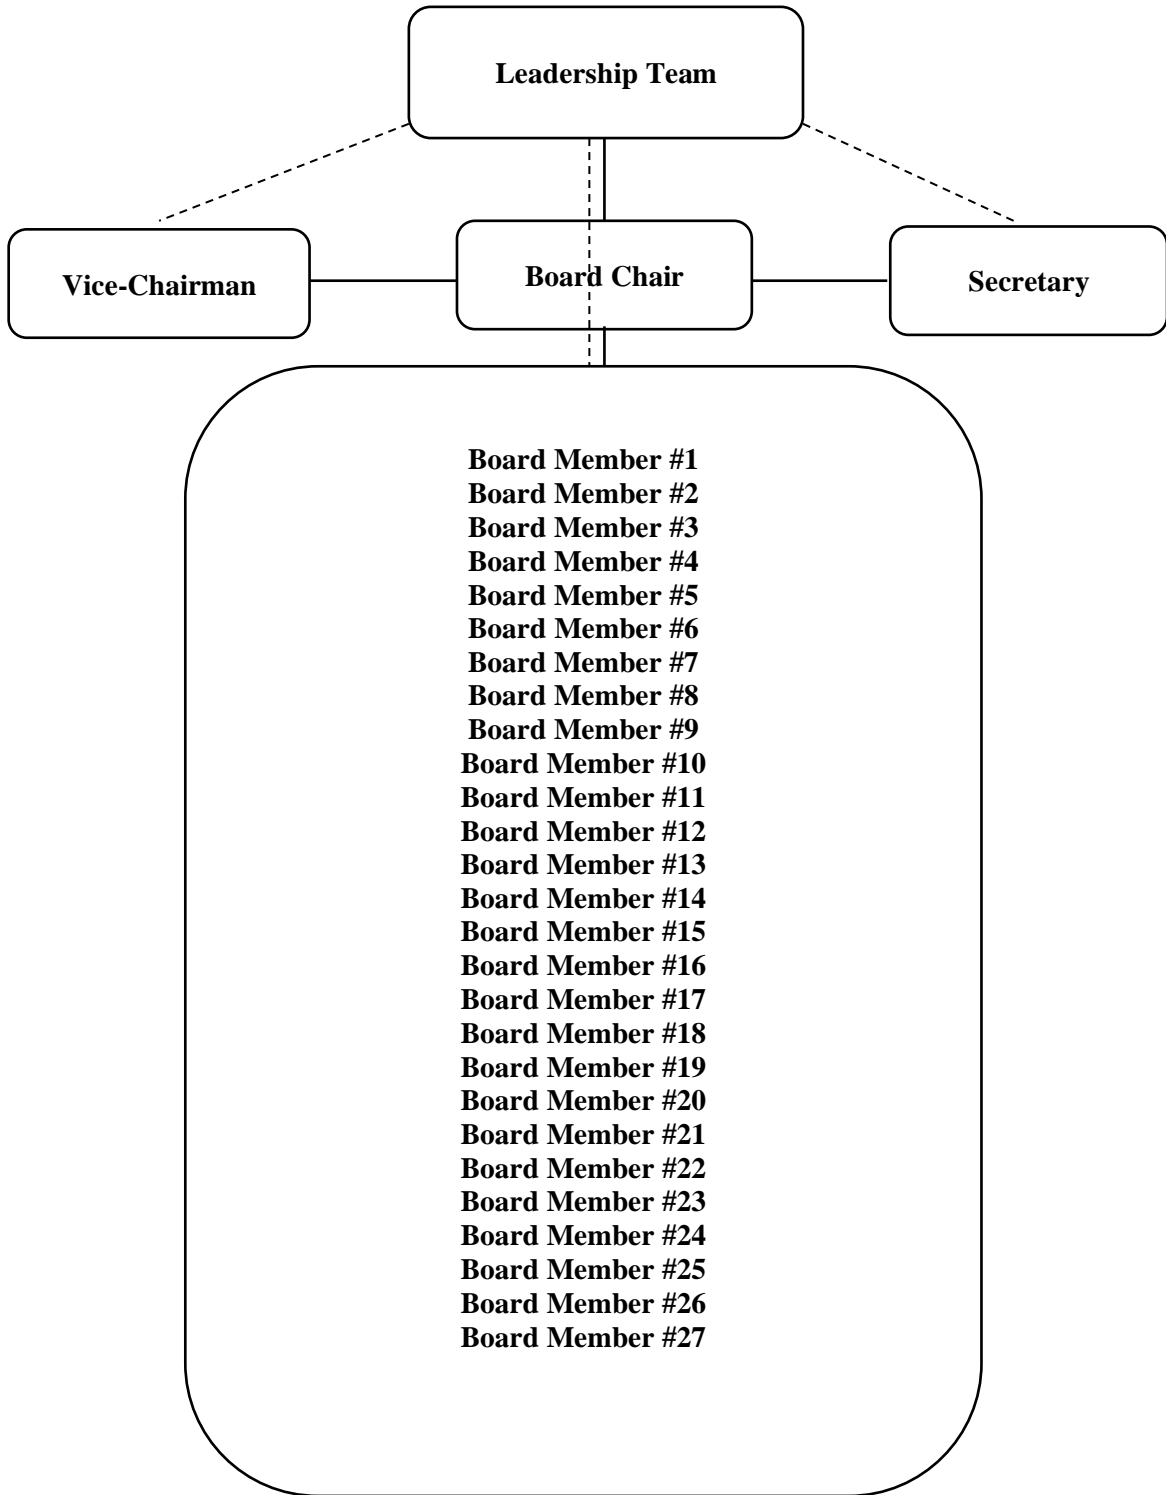 Leadership Team
Vice-Chairman
Board Chair
Secretary
Board Member #1
Board Member #2
Board Member #3
Board Member #4
Board Member #5
Board Member #6
Board Member #7
Board Member #8
Board Member #9
Board Member #10
Board Member #11
Board Member #12
Board Member #13
Board Member #14
Board Member #15
Board Member #16
Board Member #17
Board Member #18
Board Member #19
Board Member #20
Board Member #21
Board Member #22
Board Member #23
Board Member #24
Board Member #25
Board Member #26
Board Member #27